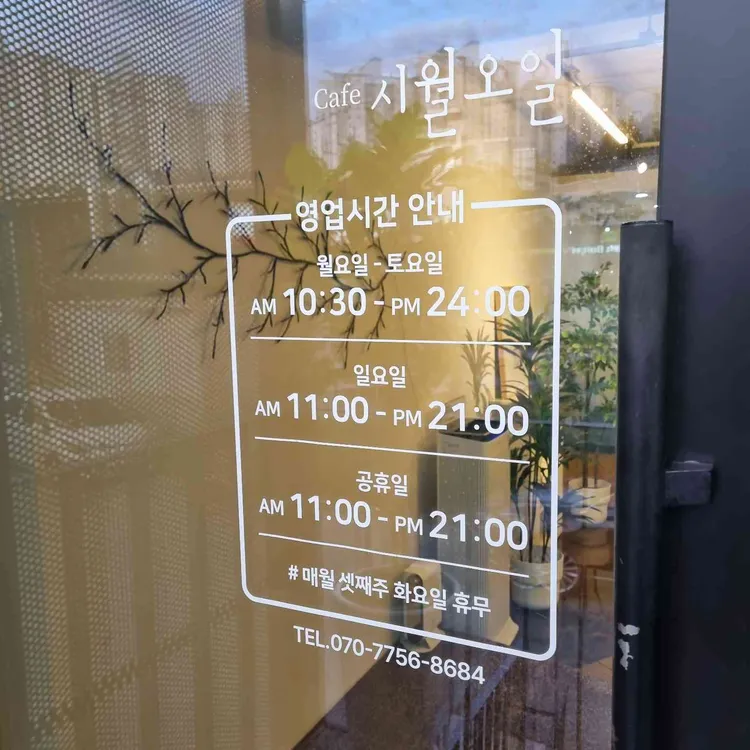 Cafe 시월오일
영업시간 안내
월요일 - 토요일
AM 10:30 - PM 24:00
일요일
AM 11:00 - PM 21:00
공휴일
AM 11:00 - PM 21:00
# 매월 셋째주 화요일 휴무
TEL.070-7756-8684